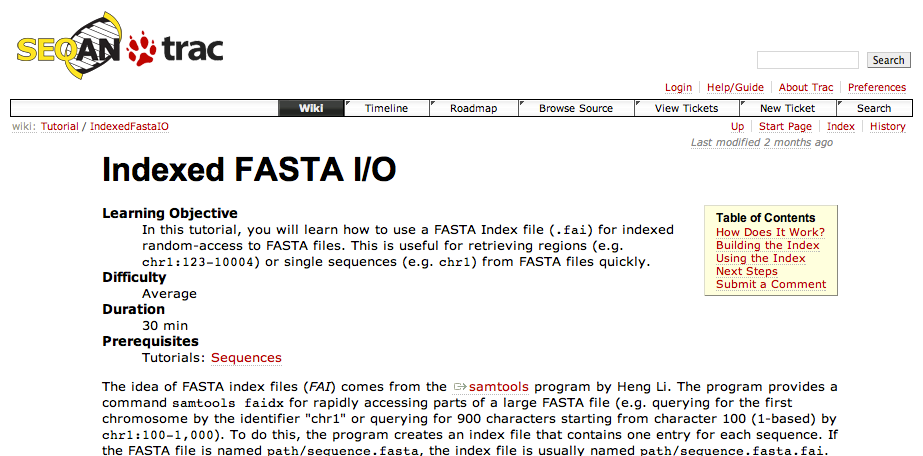 SEQAN trac
Search
Login Help/Guide About Trac Preferences
Wiki Timeline Roadmap Browse Source View Tickets New Ticket Search
wiki: Tutorial / IndexedFastaIO
Up Start Page Index History
Last modified 2 months ago
Indexed FASTA I/O
Learning Objective
In this tutorial, you will learn how to use a FASTA Index file (.fai) for indexed
random-access to FASTA files. This is useful for retrieving regions (e.g.
chr1:123-10004) or single sequences (e.g. chr1) from FASTA files quickly.
Difficulty
Average
Duration
30 min
Prerequisites
Tutorials: Sequences
Table of Contents
How Does It Work?
Building the Index
Using the Index
Next Steps
Submit a Comment
The idea of FASTA index files (FAI) comes from the samtools program by Heng Li. The program provides a
command samtools faidx for rapidly accessing parts of a large FASTA file (e.g. querying for the first
chromosome by the identifier "chr1" or querying for 900 characters starting from character 100 (1-based) by
chr1:100-1,000). To do this, the program creates an index file that contains one entry for each sequence. If
the FASTA file is named path/sequence.fasta, the index file is usually named path/sequence.fasta.fai.